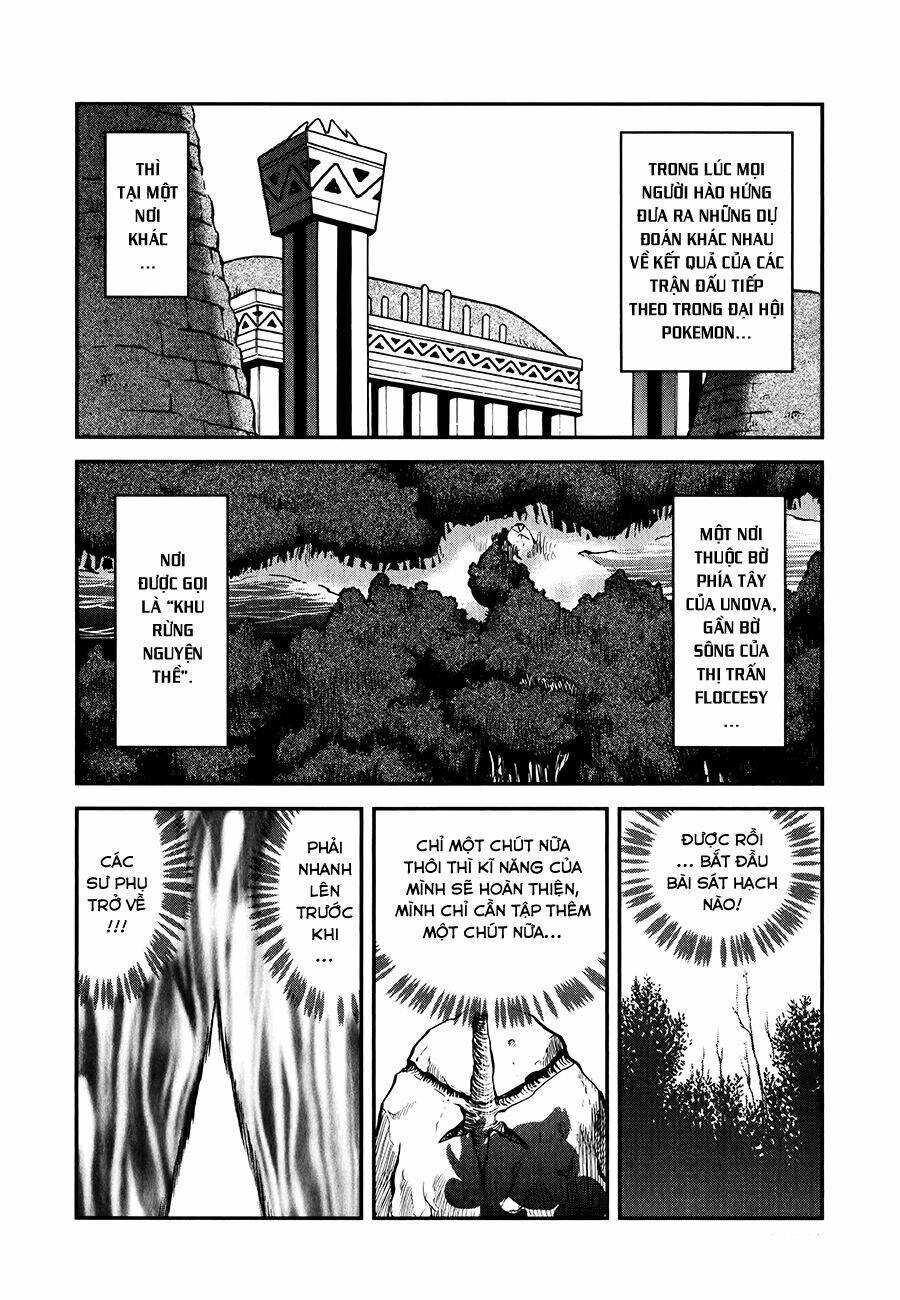 TRONG LÚC MỌI
NGƯỜI HÀO HỨNG
ĐƯA RA NHỮNG DỰ
ĐOÁN KHÁC NHAU
VỀ KẾT QUẢ CỦA CÁC
TRẬN ĐẤU TIẾP
THEO TRONG ĐẠI HỘI
POKEMON...
THÌ
TẠI MỘT
NƠI
KHÁC
...
MỘT NƠI
THUỘC BỜ
PHÍA TÂY
CỦA UNOVA,
GẦN BỜ
SÔNG CỦA
THỊ TRẤN
FLOCCESY
...
NƠI
ĐƯỢC GỌI
LÀ “KHU
RỪNG
NGUYỆN
THỀ”.
ĐƯỢC RỒI
... BẮT ĐẦU
BÀI SÁT HẠCH
NÀO!
CHỈ MỘT CHÚT NỮA
THÔI THÌ KĨ NĂNG CỦA
MÌNH SẼ HOÀN THIỆN,
MÌNH CHỈ CẦN TẬP THÊM
MỘT CHÚT NỮA...
PHẢI
NHANH
LÊN
TRƯỚC
KHI
...
CÁC
SƯ PHỤ
TRỞ VỀ
!!!